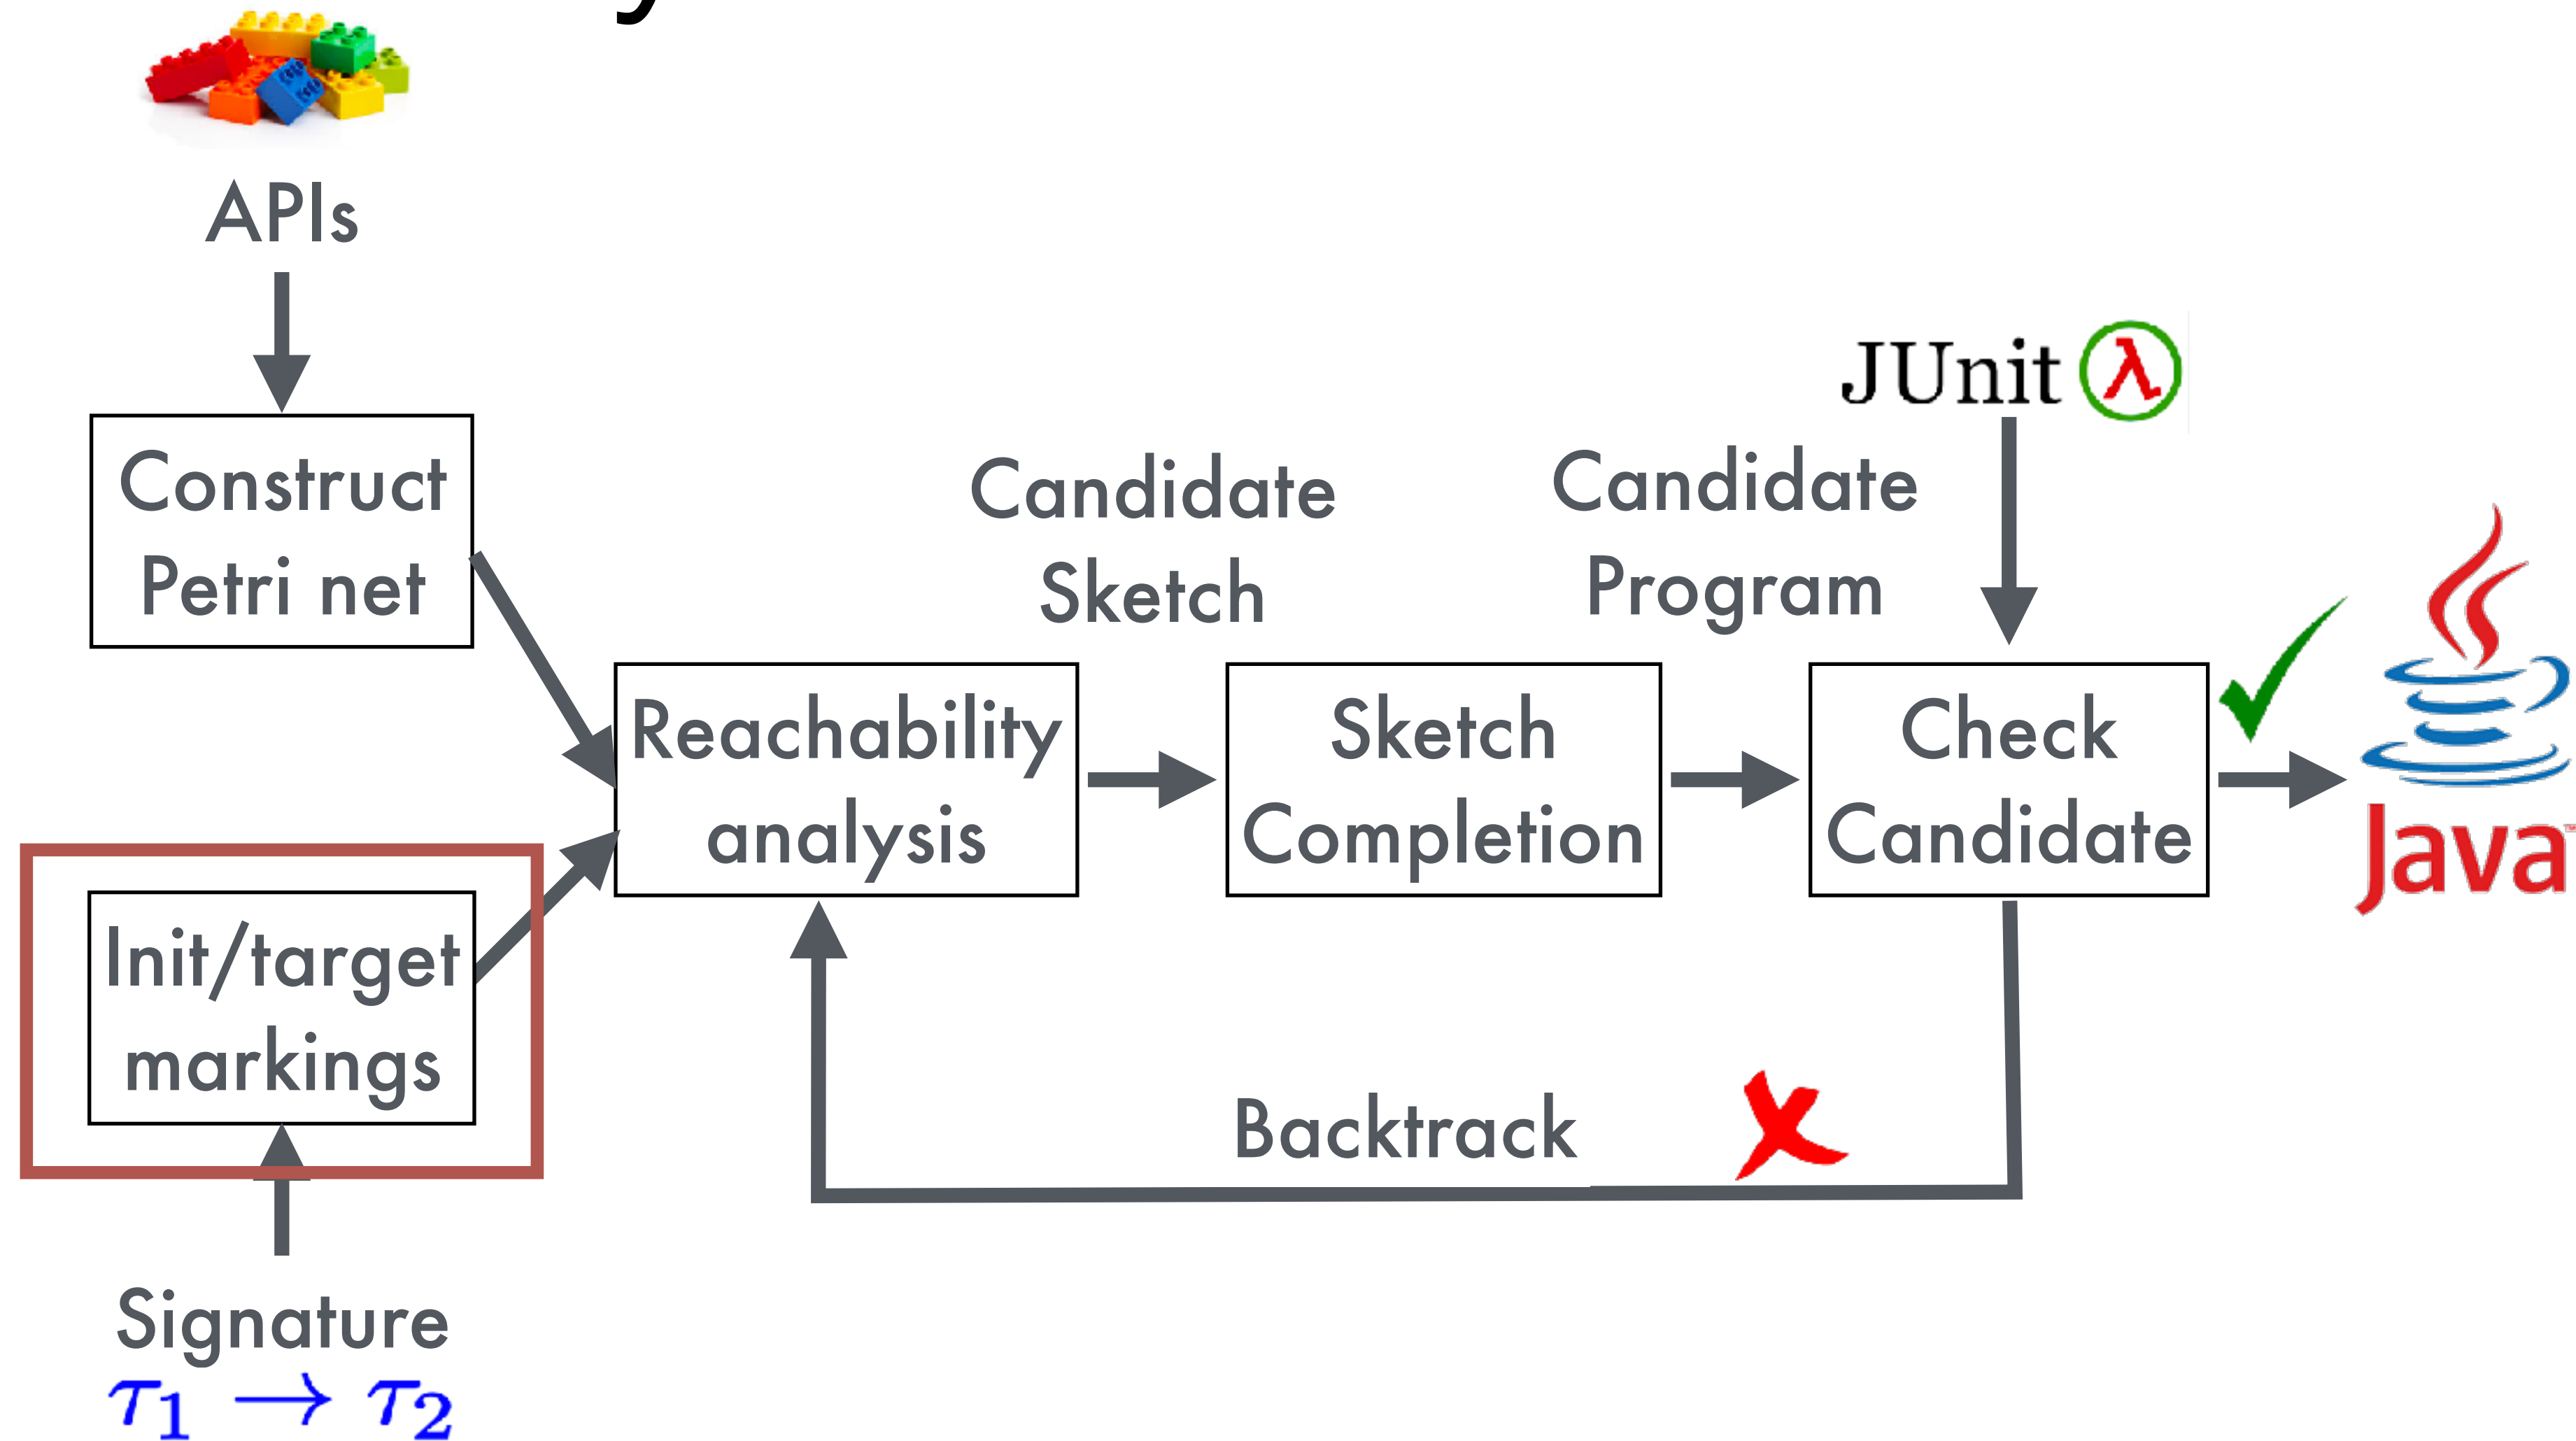 APIs
Construct
Petri net
Init/target
markings
Signature
τ₁ → τ₂
Reachability
analysis
Candidate
Sketch
Sketch
Completion
Candidate
Program
JUnit λ
Check
Candidate
Backtrack
Java™